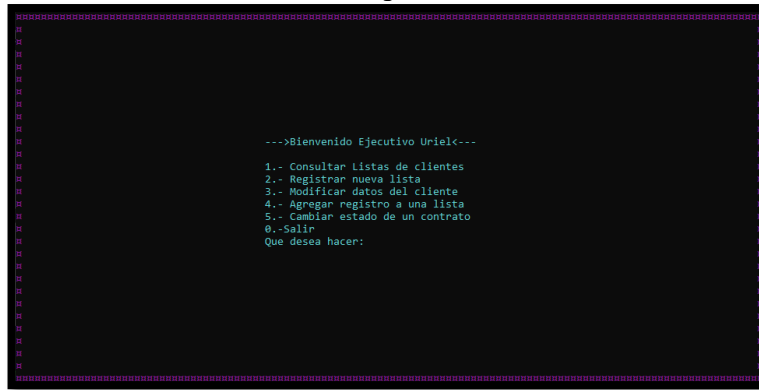 --->Bienvenido Ejecutivo Uriel<---
1.- Consultar Listas de clientes
2.- Registrar nueva lista
3.- Modificar datos del cliente
4.- Agregar registro a una lista
5.- Cambiar estado de un contrato
0.-Salir
Que desea hacer: